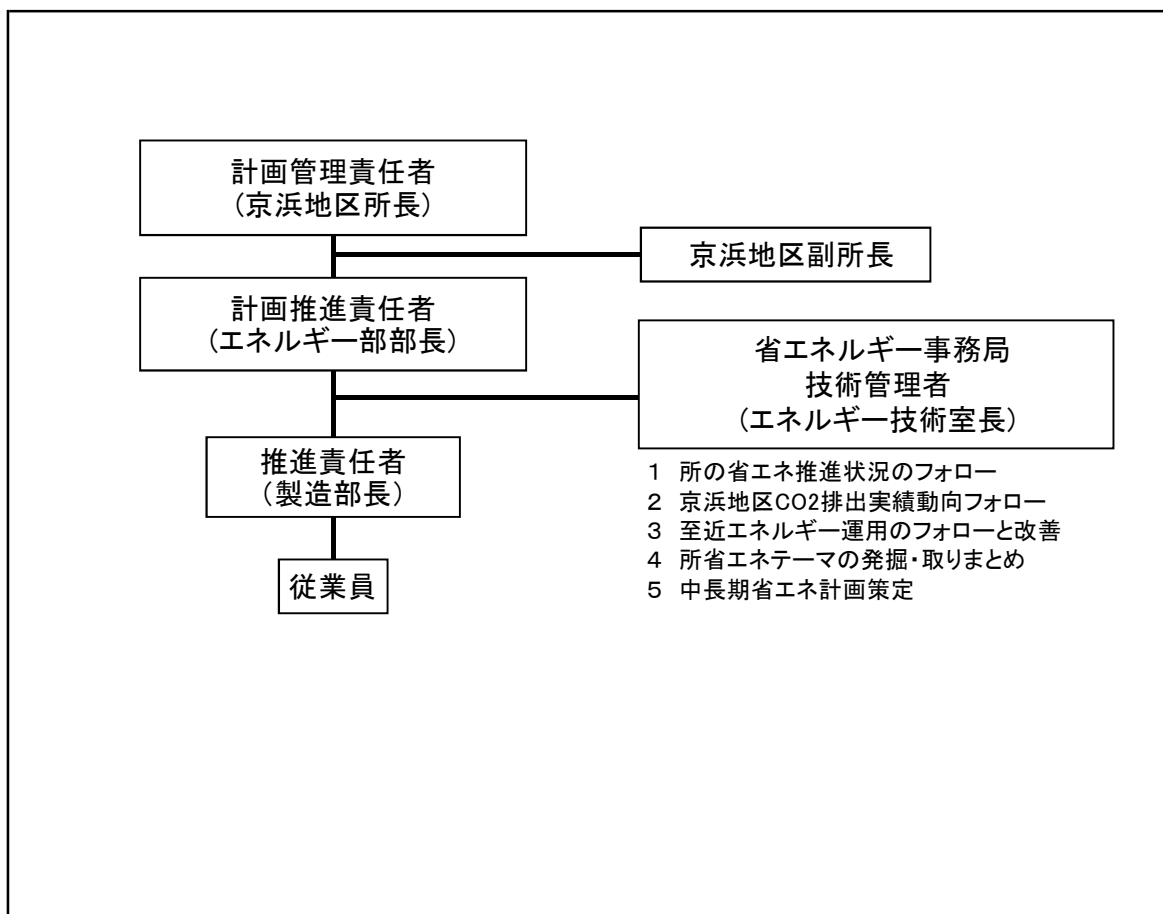 計画管理責任者
(京浜地区所長)
京浜地区副所長
計画推進責任者
(エネルギー部部長)
省エネルギー事務局
技術管理者
(エネルギー技術室長)
推進責任者
(製造部長)
従業員
1 所の省エネ推進状況のフォロー
2 京浜地区CO2排出実績動向フォロー
3 至近エネルギー運用のフォローと改善
4 所省エネテーマの発掘・取りまとめ
5 中長期省エネ計画策定